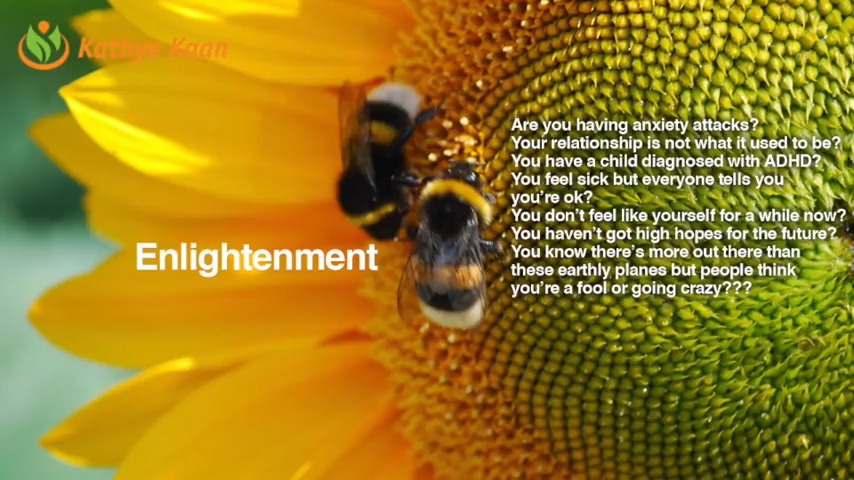 Kathye Kaan
Enlightenment
Are you having anxiety attacks?
Your relationship is not what it used to be?
You have a child diagnosed with ADHD?
You feel sick but everyone tells you
you're ok?
You don't feel like yourself for a while now?
You haven't got high hopes for the future?
You know there's more out there than
these earthly planes but people think
you're a fool or going crazy???